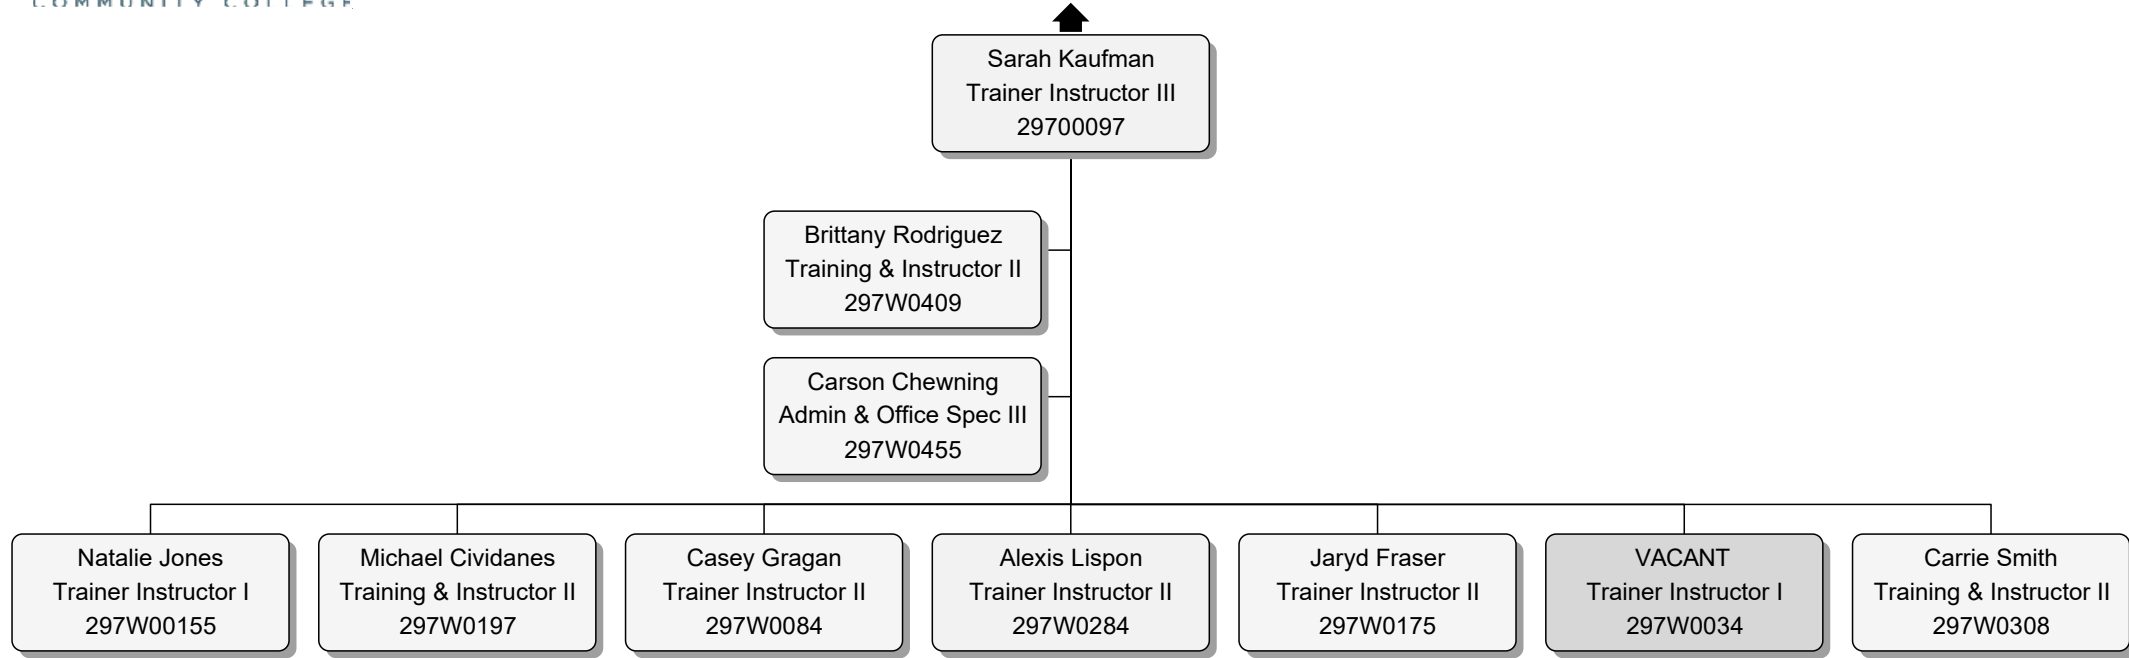 COMMUNITY COLLEGE
Sarah Kaufman
Trainer Instructor III
29700097
Brittany Rodriguez
Training & Instructor II
297W0409
Carson Chewning
Admin & Office Spec III
297W0455
Natalie Jones
Trainer Instructor I
297W00155
Michael Cividanes
Training & Instructor II
297W0197
Casey Gragan
Trainer Instructor II
297W0084
Alexis Lispon
Trainer Instructor II
297W0284
Jaryd Fraser
Trainer Instructor II
297W0175
VACANT
Trainer Instructor I
297W0034
Carrie Smith
Training & Instructor II
297W0308